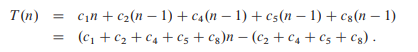 T(n) = c₁n + c₂(n − 1) + c₄(n − 1) + c₅(n − 1) + c₈(n − 1)
= (c₁ + c₂ + c₄ + c₅ + c₈)n − (c₂ + c₄ + c₅ + c₈) .